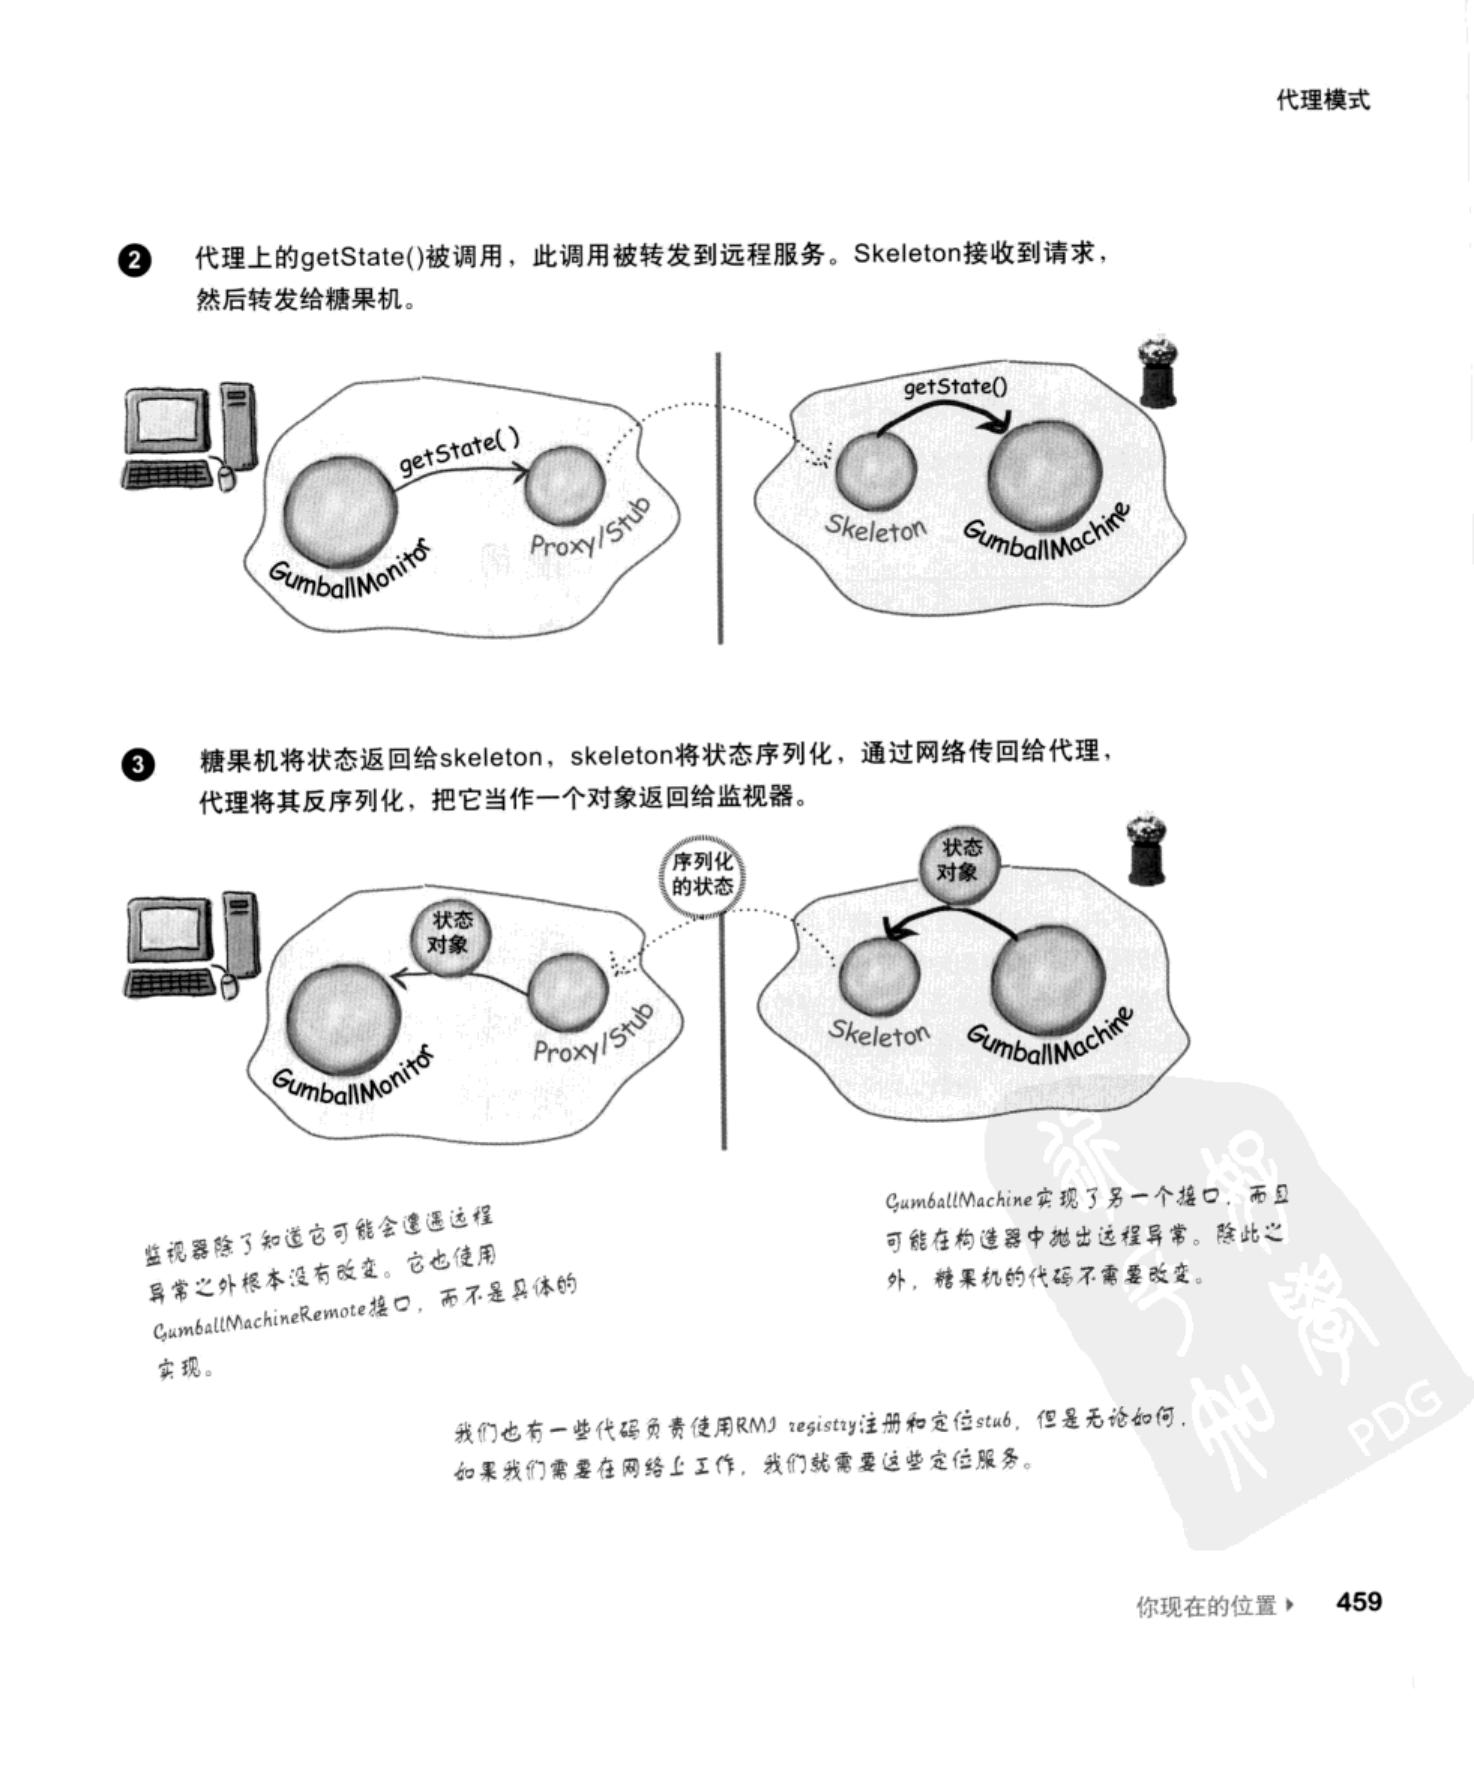 代理模式
❷ 代理上的getState()被调用，此调用被转发到远程服务。Skeleton接收到请求，
然后转发给糖果机。
getState()
getState( )
Skeleton
GumballMachine
Proxy/Stub
GumballMonitor
❸ 糖果机将状态返回给skeleton，skeleton将状态序列化，通过网络传回给代理，
代理将其反序列化，把它当作一个对象返回给监视器。
序列化
的状态
状态
对象
状态
对象
Skeleton
GumballMachine
Proxy/Stub
GumballMonitor
监视器除了知道它可能会遭遇远程
异常之外根本没有改变。它也使用
GumballMachineRemote接口，而不是具体的
实现。
GumballMachine实现了另一个接口，而且
可能在构造器中抛出远程异常。除此之
外，糖果机的代码不需要改变。
我们也有一些代码负责使用RMI registry注册和定位stub，但是无论如何，
如果我们需要在网络上工作，我们就需要这些定位服务。
PDG
你现在的位置 ▸ 459